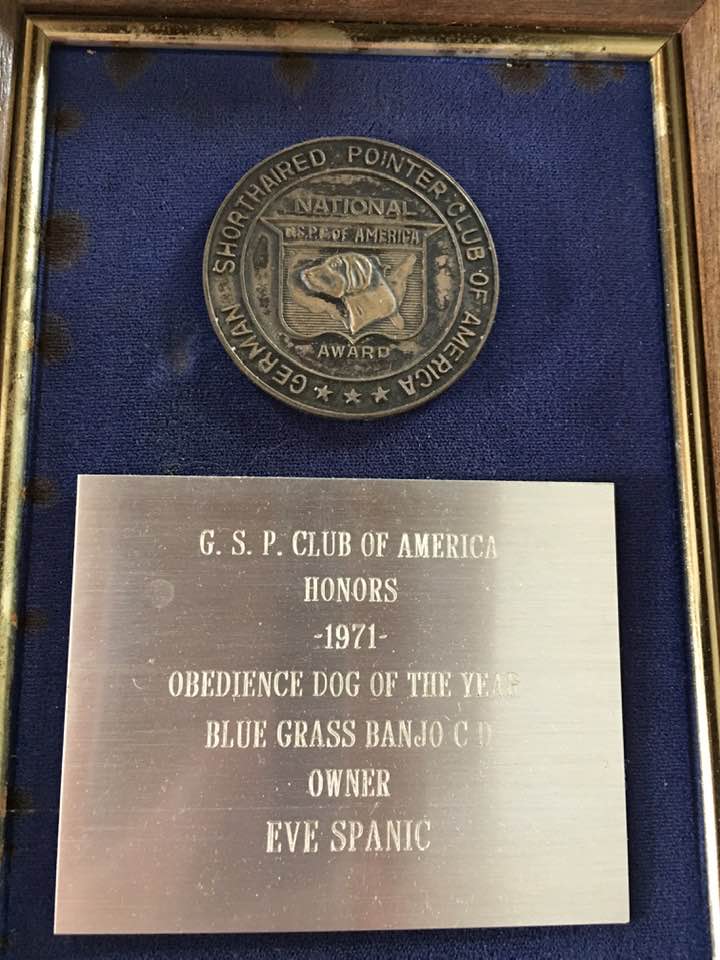 GERMAN SHORTHAIRED POINTER CLUB OF AMERICA
NATIONAL
G.S.P.C. OF AMERICA
AWARD
G. S. P. CLUB OF AMERICA
HONORS
-1971-
OBEDIENCE DOG OF THE YEAR
BLUE GRASS BANJO C D
OWNER
EVE SPANIC